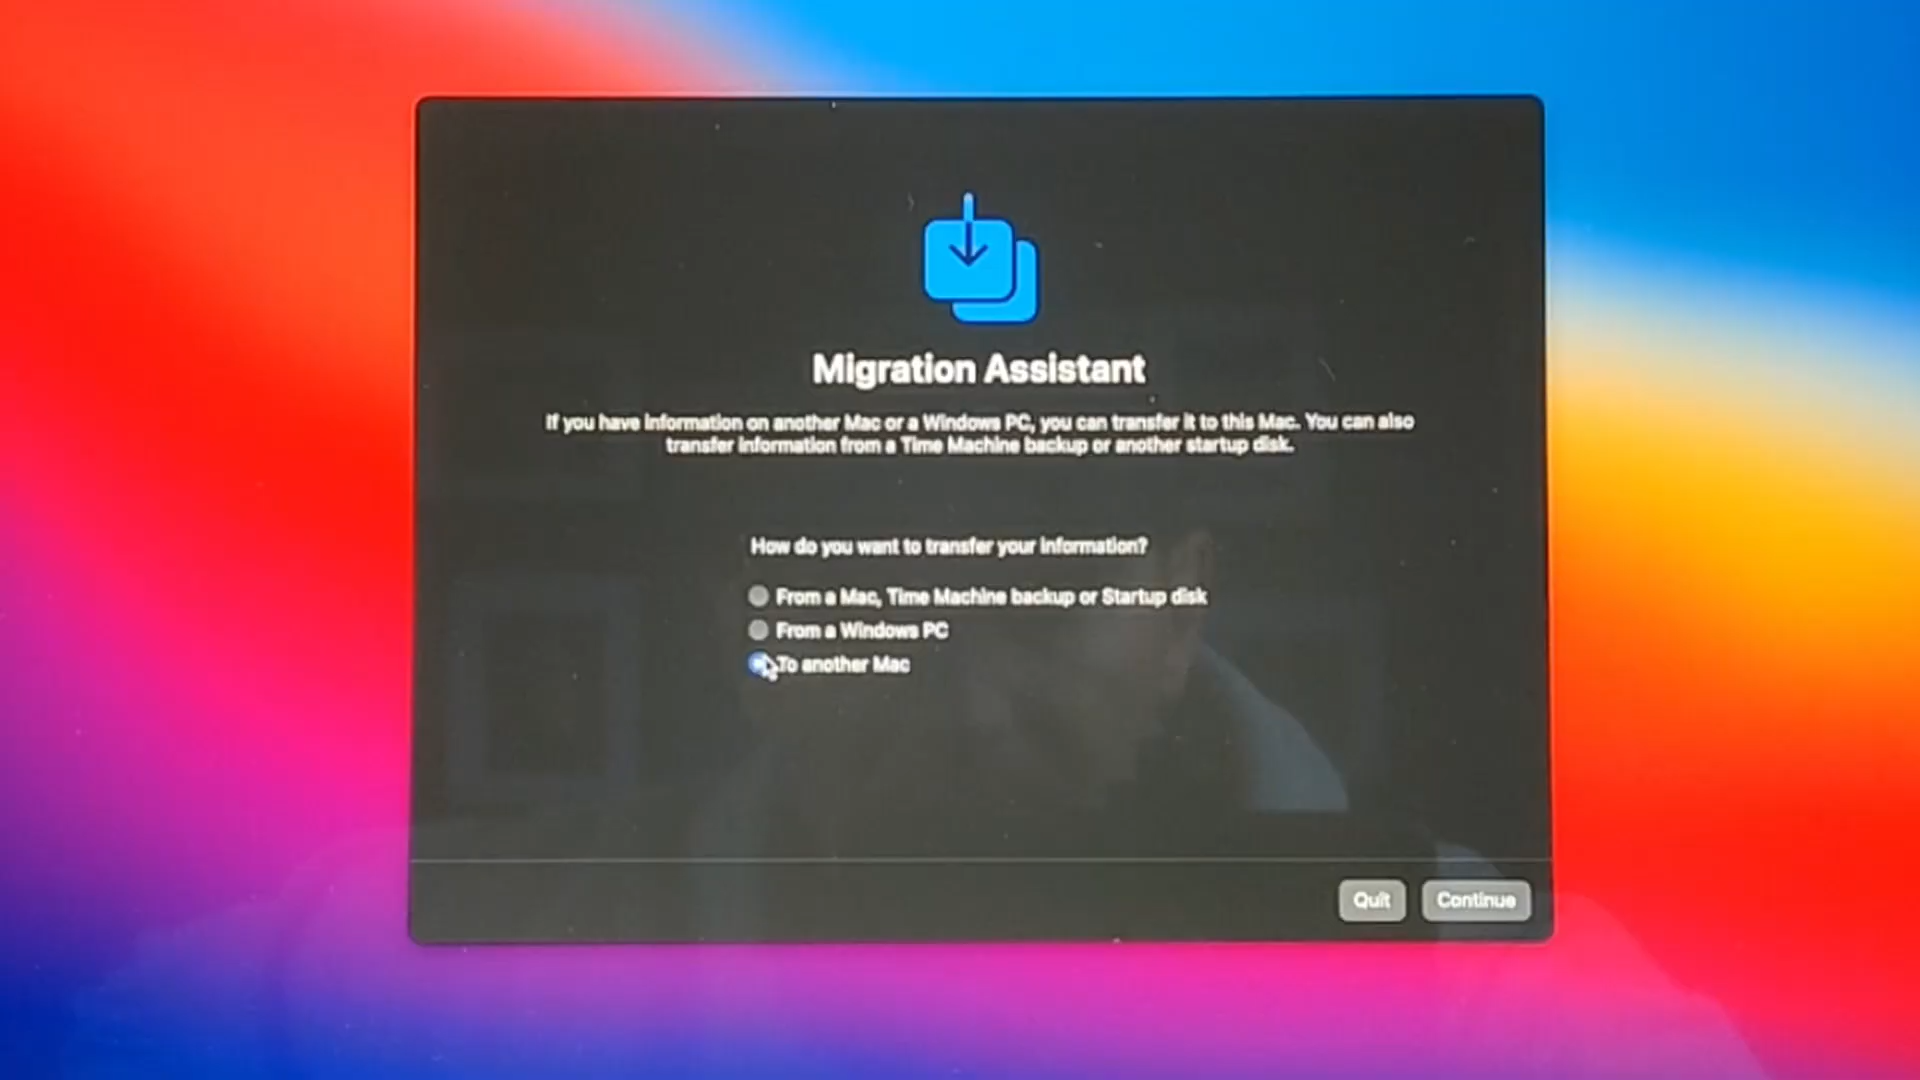 Migration Assistant
If you have information on another Mac or a Windows PC, you can transfer it to this Mac. You can also
transfer information from a Time Machine backup or another startup disk.
How do you want to transfer your information?
From a Mac, Time Machine backup or Startup disk
From a Windows PC
To another Mac
Quit
Continue